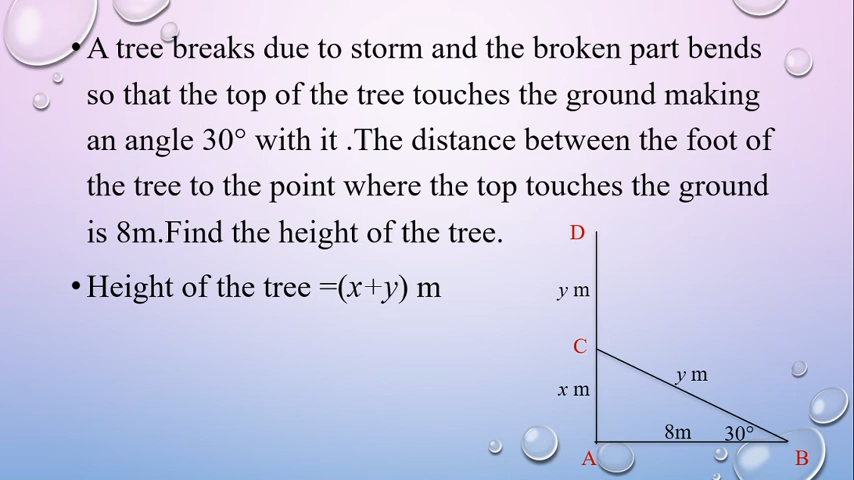 • A tree breaks due to storm and the broken part bends
so that the top of the tree touches the ground making
an angle 30° with it .The distance between the foot of
the tree to the point where the top touches the ground
is 8m.Find the height of the tree.
D
• Height of the tree =(x+y) m
y m
C
y m
x m
8m 30°
A B